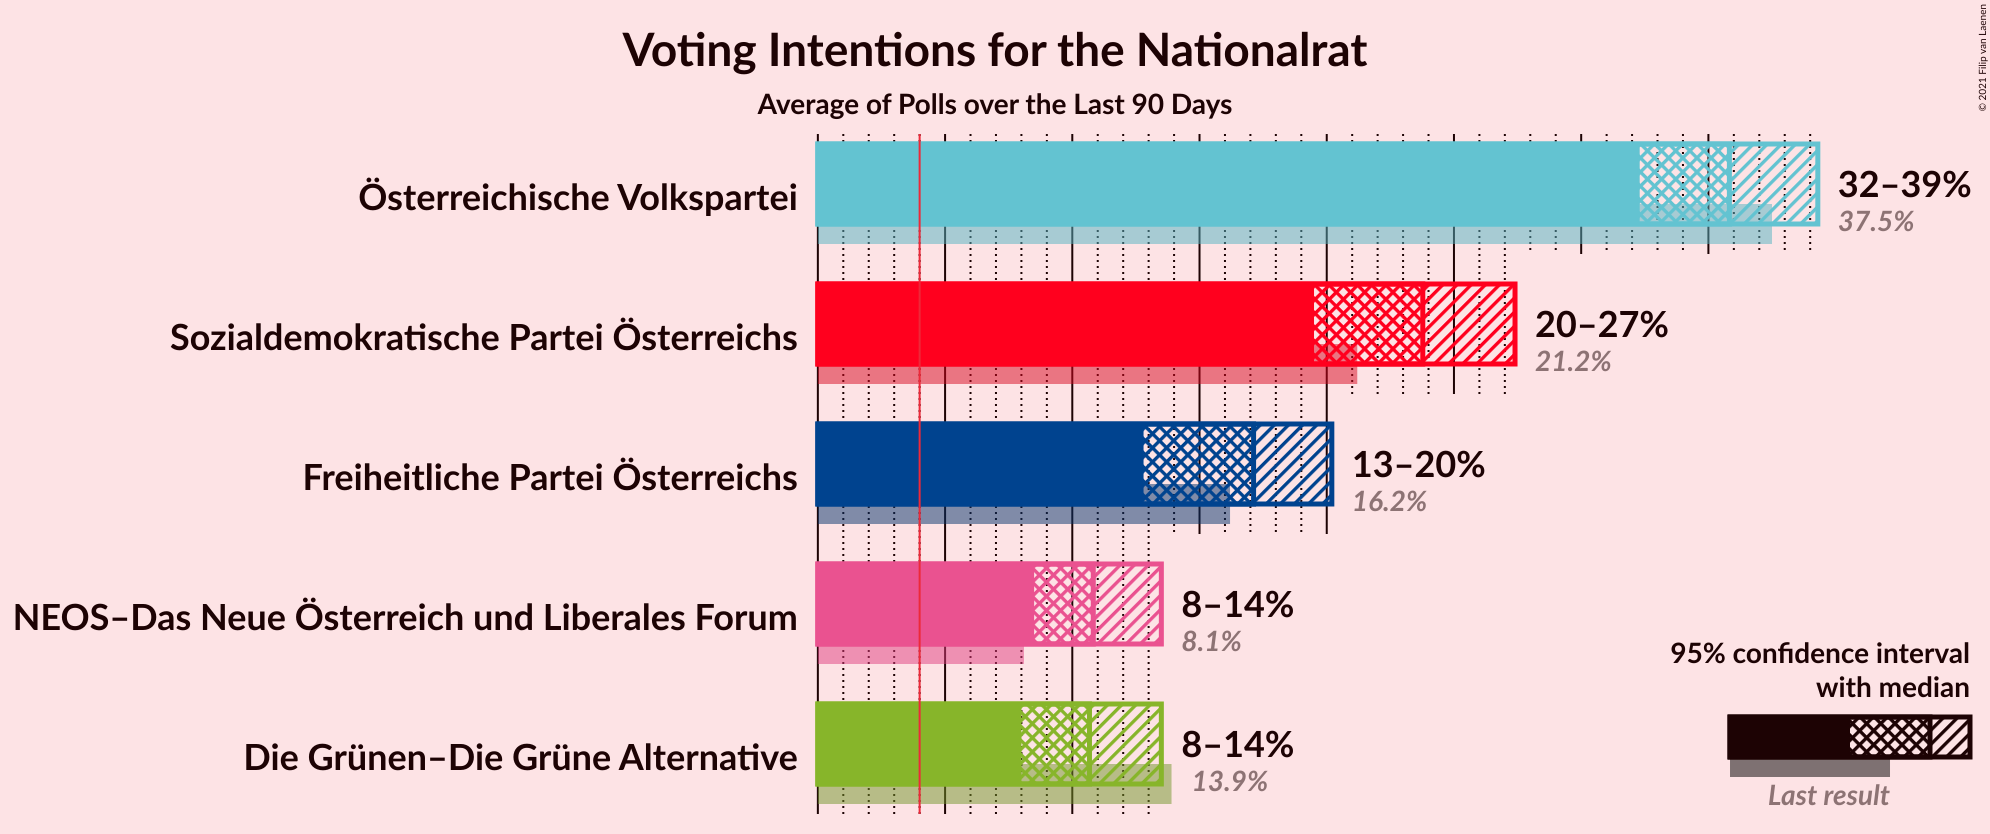 © 2021 Filip van Laenen
Voting Intentions for the Nationalrat
Average of Polls over the Last 90 Days
Österreichische Volkspartei
32–39%
37.5%
Sozialdemokratische Partei Österreichs
20–27%
21.2%
Freiheitliche Partei Österreichs
13–20%
16.2%
NEOS–Das Neue Österreich und Liberales Forum
8–14%
8.1%
Die Grünen–Die Grüne Alternative
8–14%
13.9%
95% confidence interval
with median
Last result